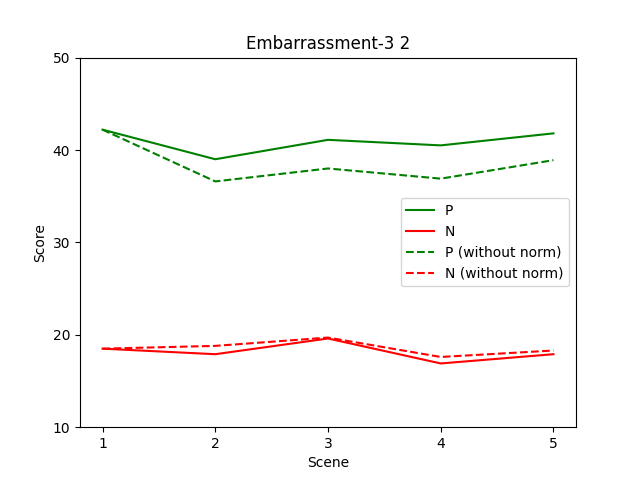 Embarrassment-3 2
50
40
30
20
10
Score
P
N
P (without norm)
N (without norm)
1 2 3 4 5
Scene